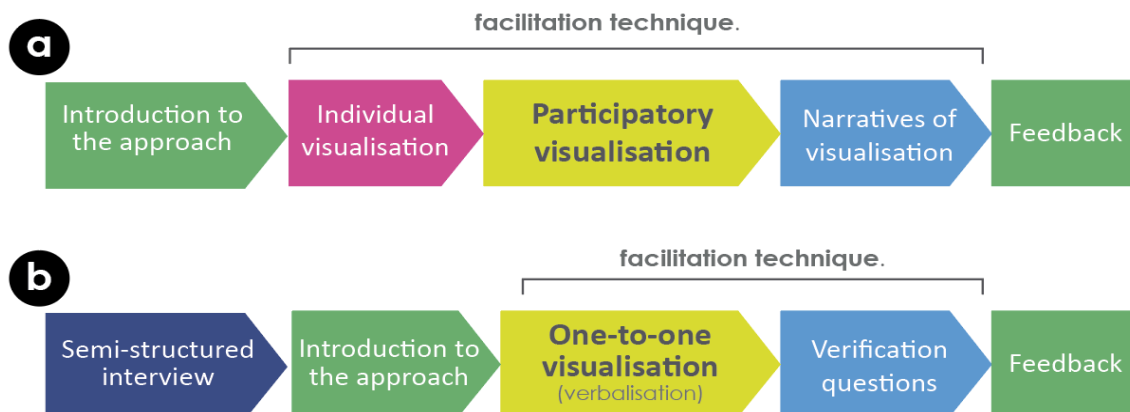 facilitation technique.
a
Introduction to
the approach
Individual
visualisation
Participatory
visualisation
Narratives of
visualisation
Feedback
facilitation technique.
b
Semi-structured
interview
Introduction to
the approach
One-to-one
visualisation
(verbalisation)
Verification
questions
Feedback